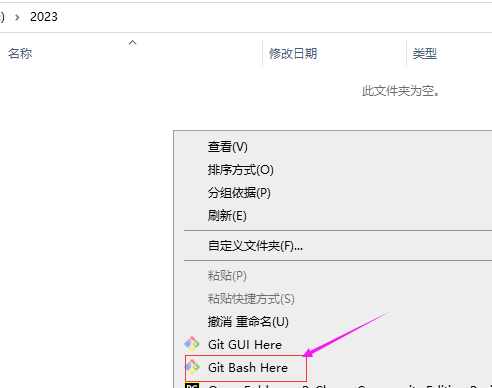 ) > 2023
名称
修改日期
类型
此文件夹为空。
查看(V)
排序方式(O)
分组依据(P)
刷新(E)
自定义文件夹(F)...
粘贴(P)
粘贴快捷方式(S)
撤消 重命名(U)
Git GUI Here
Git Bash Here